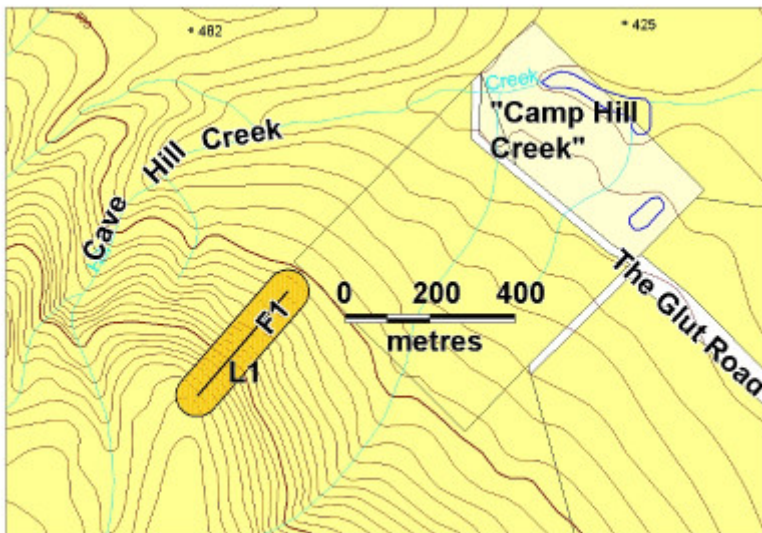 482
425
Creek
"Camp Hill
Creek"
Cave Hill Creek
0 200 400
metres
F1
L1
The Glut Road